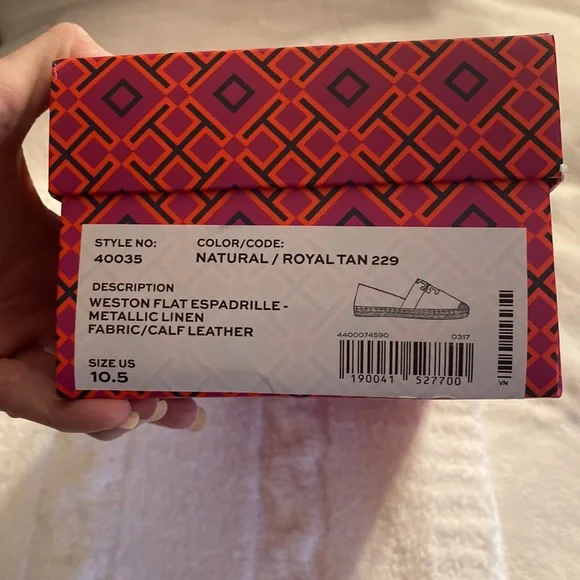 STYLE NO: COLOR/CODE:
40035 NATURAL / ROYAL TAN 229
DESCRIPTION
WESTON FLAT ESPADRILLE -
METALLIC LINEN
FABRIC/CALF LEATHER
SIZE US
10.5
4400074590 0317
190041 527700
VN